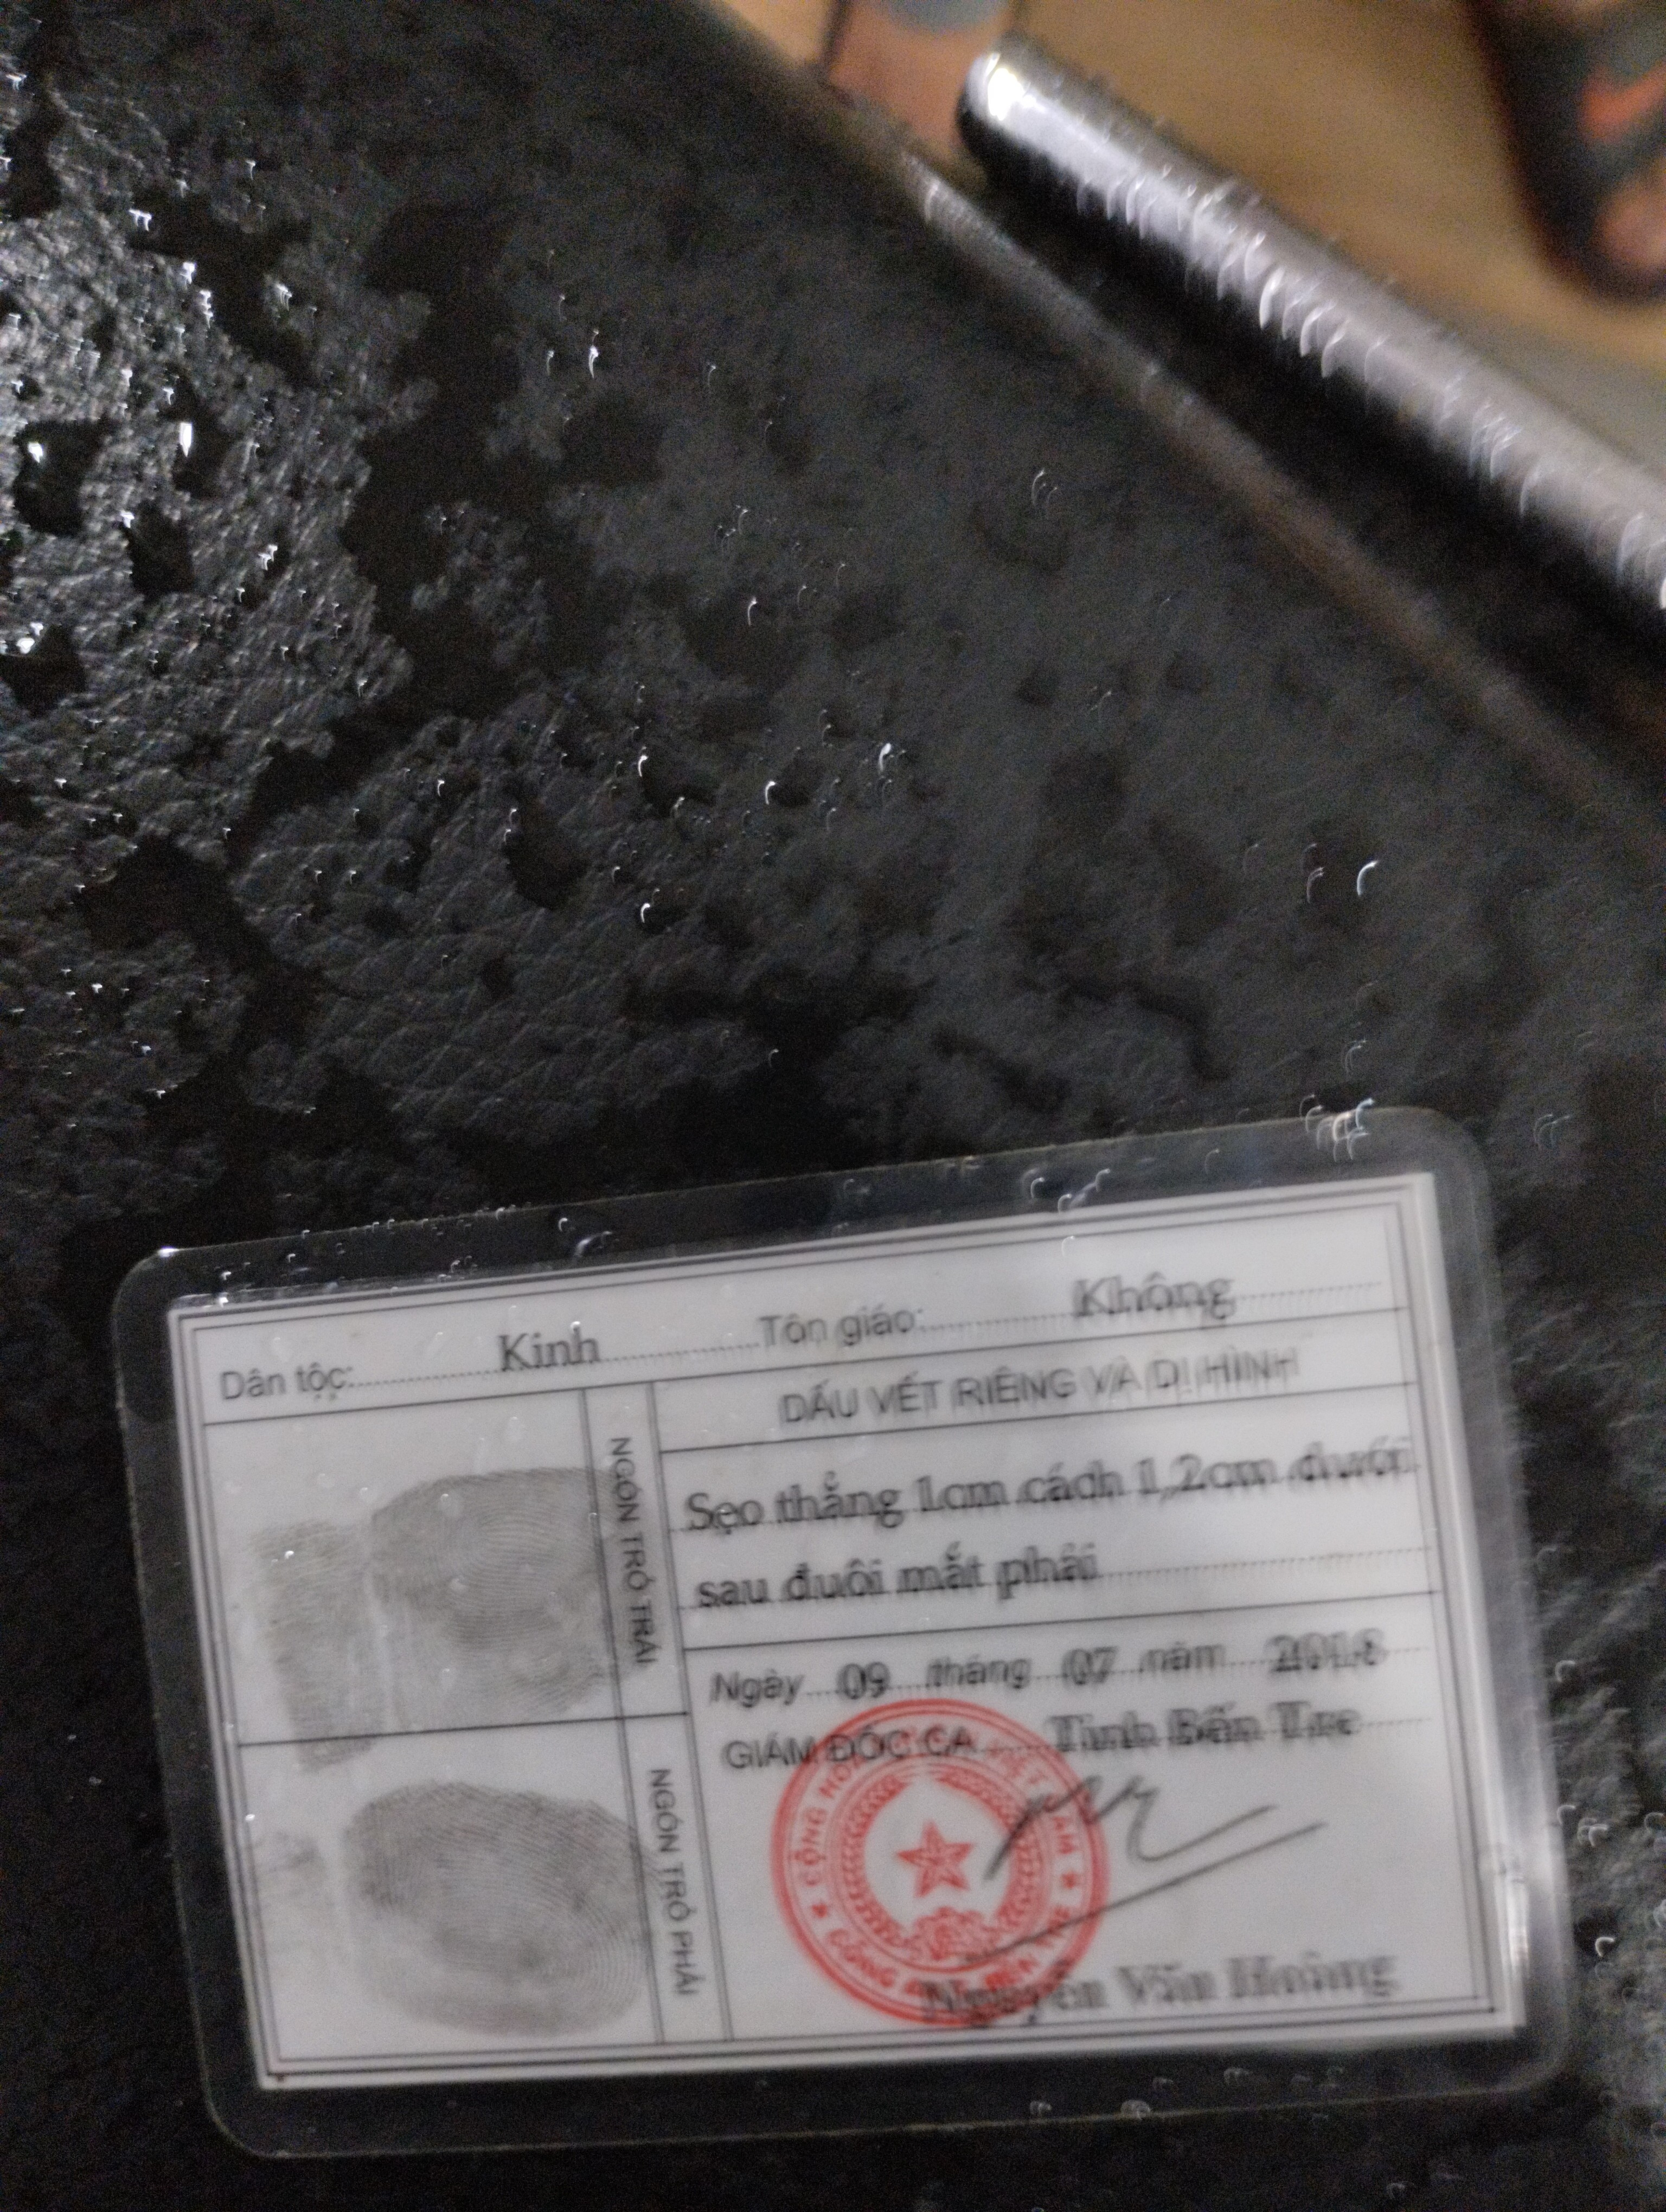 Dân tộc: Kinh Tôn giáo: Không
DẤU VẾT RIÊNG VÀ DỊ HÌNH
Sẹo thẳng 1cm cách 1,2cm dưới
sau đuôi mắt phải
NGÓN TRỎ TRÁI
NGÓN TRỎ PHẢI
Ngày 09 tháng 07 năm 2018
GIÁM ĐỐC CA Tỉnh Bến Tre
Nguyễn Văn Hoàng